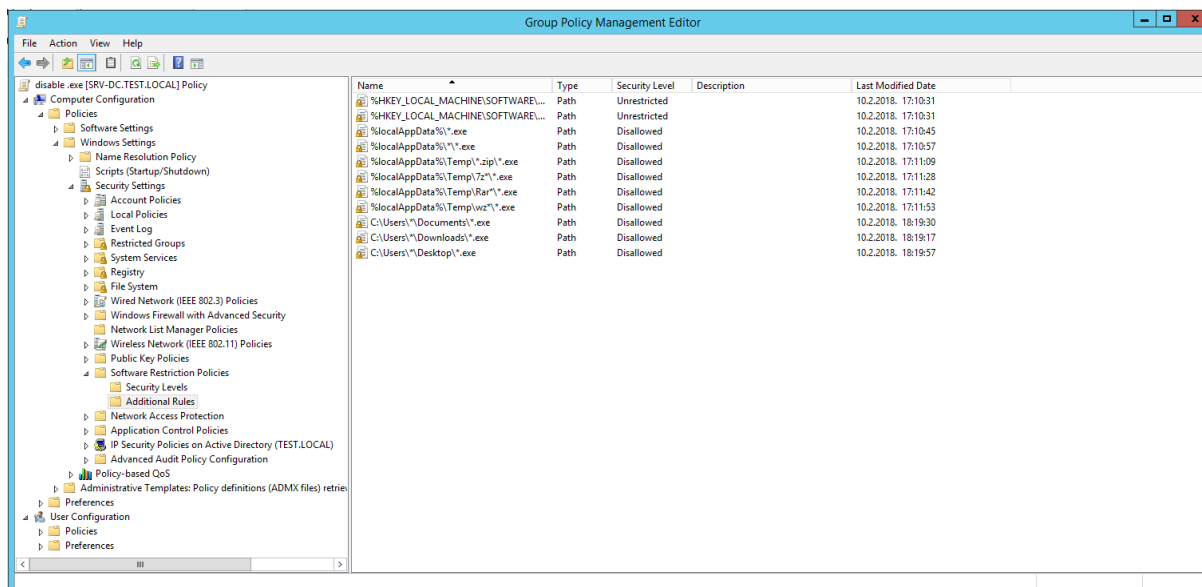 Group Policy Management Editor
File Action View Help
disable .exe [SRV-DC.TEST.LOCAL] Policy
Computer Configuration
Policies
Software Settings
Windows Settings
Name Resolution Policy
Scripts (Startup/Shutdown)
Security Settings
Account Policies
Local Policies
Event Log
Restricted Groups
System Services
Registry
File System
Wired Network (IEEE 802.3) Policies
Windows Firewall with Advanced Security
Network List Manager Policies
Wireless Network (IEEE 802.11) Policies
Public Key Policies
Software Restriction Policies
Security Levels
Additional Rules
Network Access Protection
Application Control Policies
IP Security Policies on Active Directory (TEST.LOCAL)
Advanced Audit Policy Configuration
Policy-based QoS
Administrative Templates: Policy definitions (ADMX files) retriev
Preferences
User Configuration
Policies
Preferences
Name Type Security Level Description Last Modified Date
%HKEY_LOCAL_MACHINE\SOFTWARE\... Path Unrestricted 10.2.2018. 17:10:31
%HKEY_LOCAL_MACHINE\SOFTWARE\... Path Unrestricted 10.2.2018. 17:10:31
%localAppData%\*.exe Path Disallowed 10.2.2018. 17:10:45
%localAppData%\*\*.exe Path Disallowed 10.2.2018. 17:10:57
%localAppData%\Temp\*.zip\*.exe Path Disallowed 10.2.2018. 17:11:09
%localAppData%\Temp\7z*\*.exe Path Disallowed 10.2.2018. 17:11:28
%localAppData%\Temp\Rar*\*.exe Path Disallowed 10.2.2018. 17:11:42
%localAppData%\Temp\wz*\*.exe Path Disallowed 10.2.2018. 17:11:53
C:\Users\*\Documents\*.exe Path Disallowed 10.2.2018. 18:19:30
C:\Users\*\Downloads\*.exe Path Disallowed 10.2.2018. 18:19:17
C:\Users\*\Desktop\*.exe Path Disallowed 10.2.2018. 18:19:57